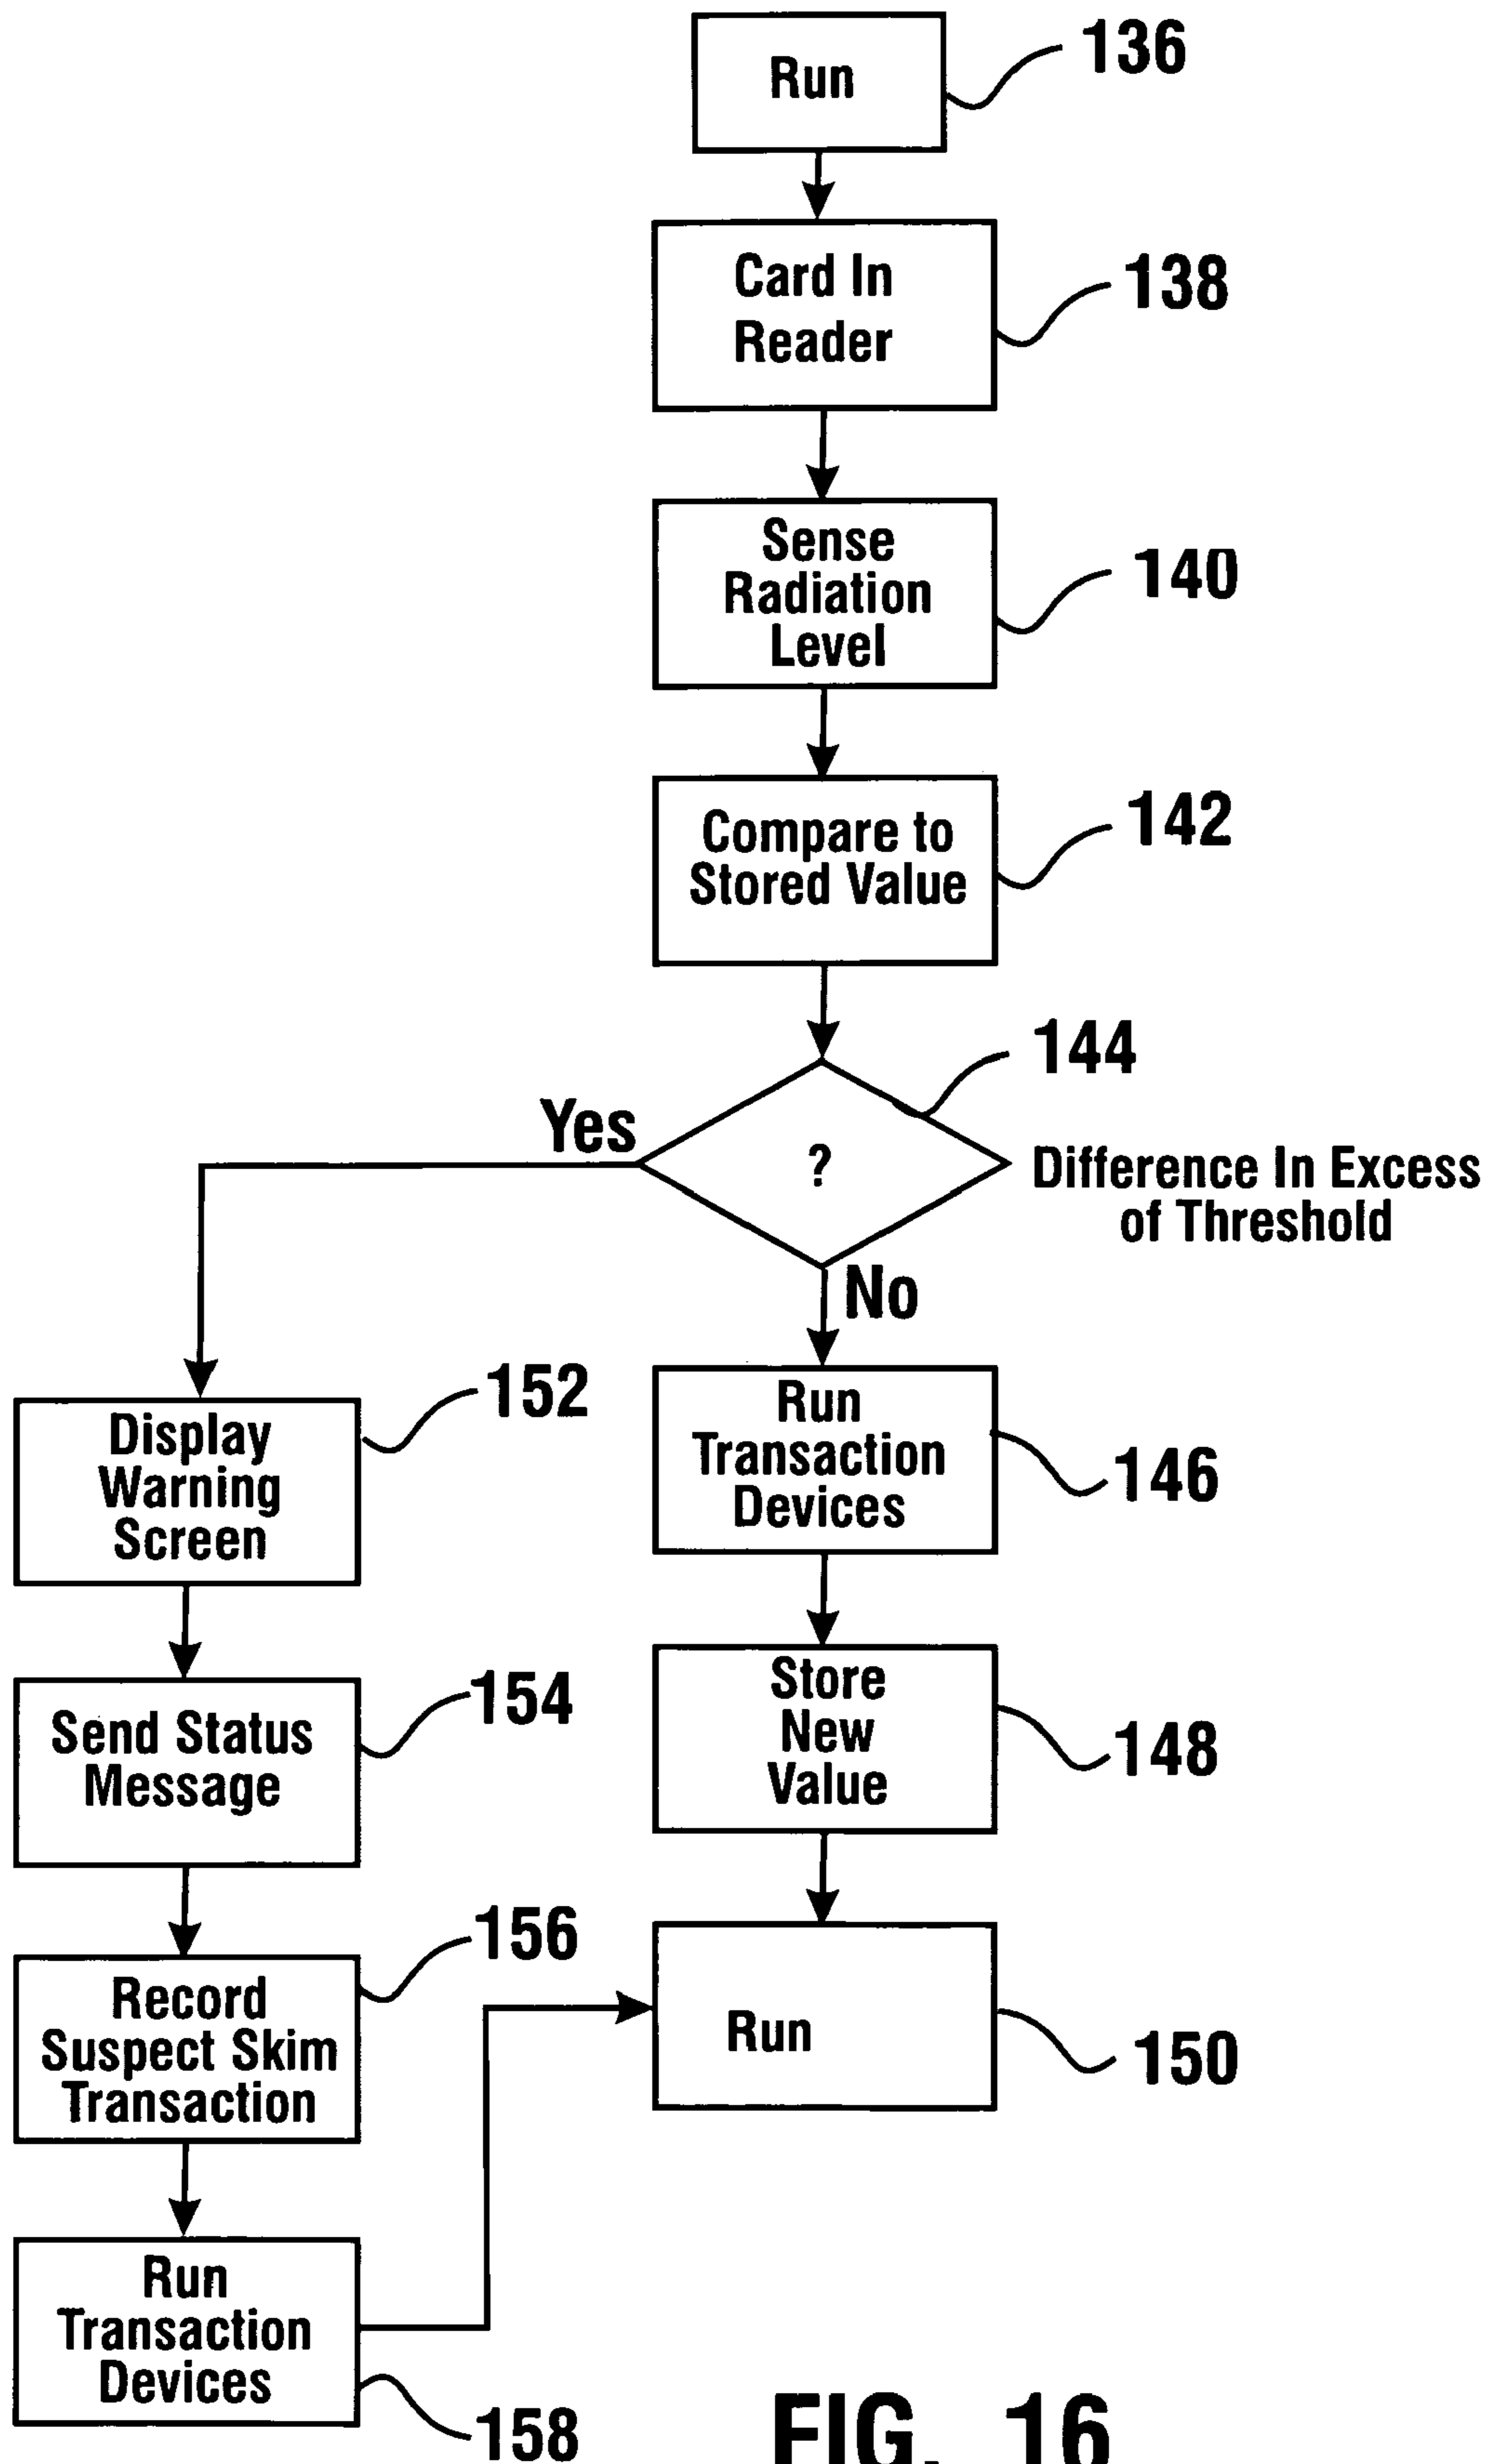 Run
136
Card In
Reader
138
Sense
Radiation
Level
140
Compare to
Stored Value
142
144
Yes
?
Difference In Excess
of Threshold
No
Display
Warning
Screen
152
Run
Transaction
Devices
146
Send Status
Message
154
Store
New
Value
148
Record
Suspect Skim
Transaction
156
Run
150
Run
Transaction
Devices
158
FIG. 16